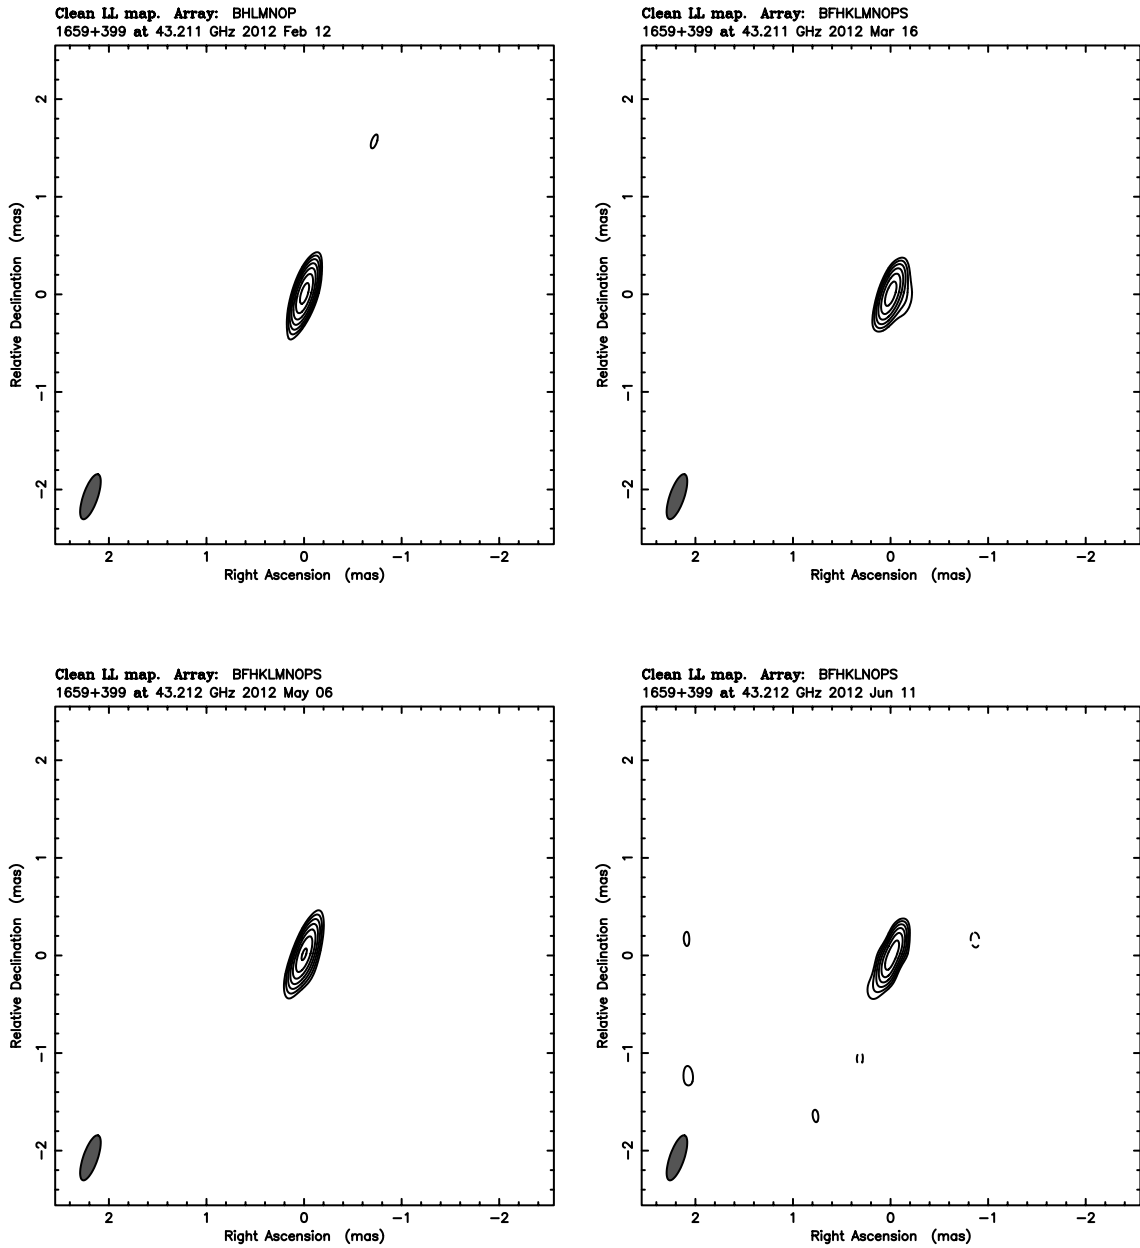 Clean LL map. Array: BHLMNOP
1659+399 at 43.211 GHz 2012 Feb 12
2
1
0
−1
−2
Relative Declination (mas)
2 1 0 −1 −2
Right Ascension (mas)
Clean LL map. Array: BFHKLMNOPS
1659+399 at 43.211 GHz 2012 Mar 16
2
1
0
−1
−2
Relative Declination (mas)
2 1 0 −1 −2
Right Ascension (mas)
Clean LL map. Array: BFHKLMNOPS
1659+399 at 43.212 GHz 2012 May 06
2
1
0
−1
−2
Relative Declination (mas)
2 1 0 −1 −2
Right Ascension (mas)
Clean LL map. Array: BFHKLNOPS
1659+399 at 43.212 GHz 2012 Jun 11
2
1
0
−1
−2
Relative Declination (mas)
2 1 0 −1 −2
Right Ascension (mas)